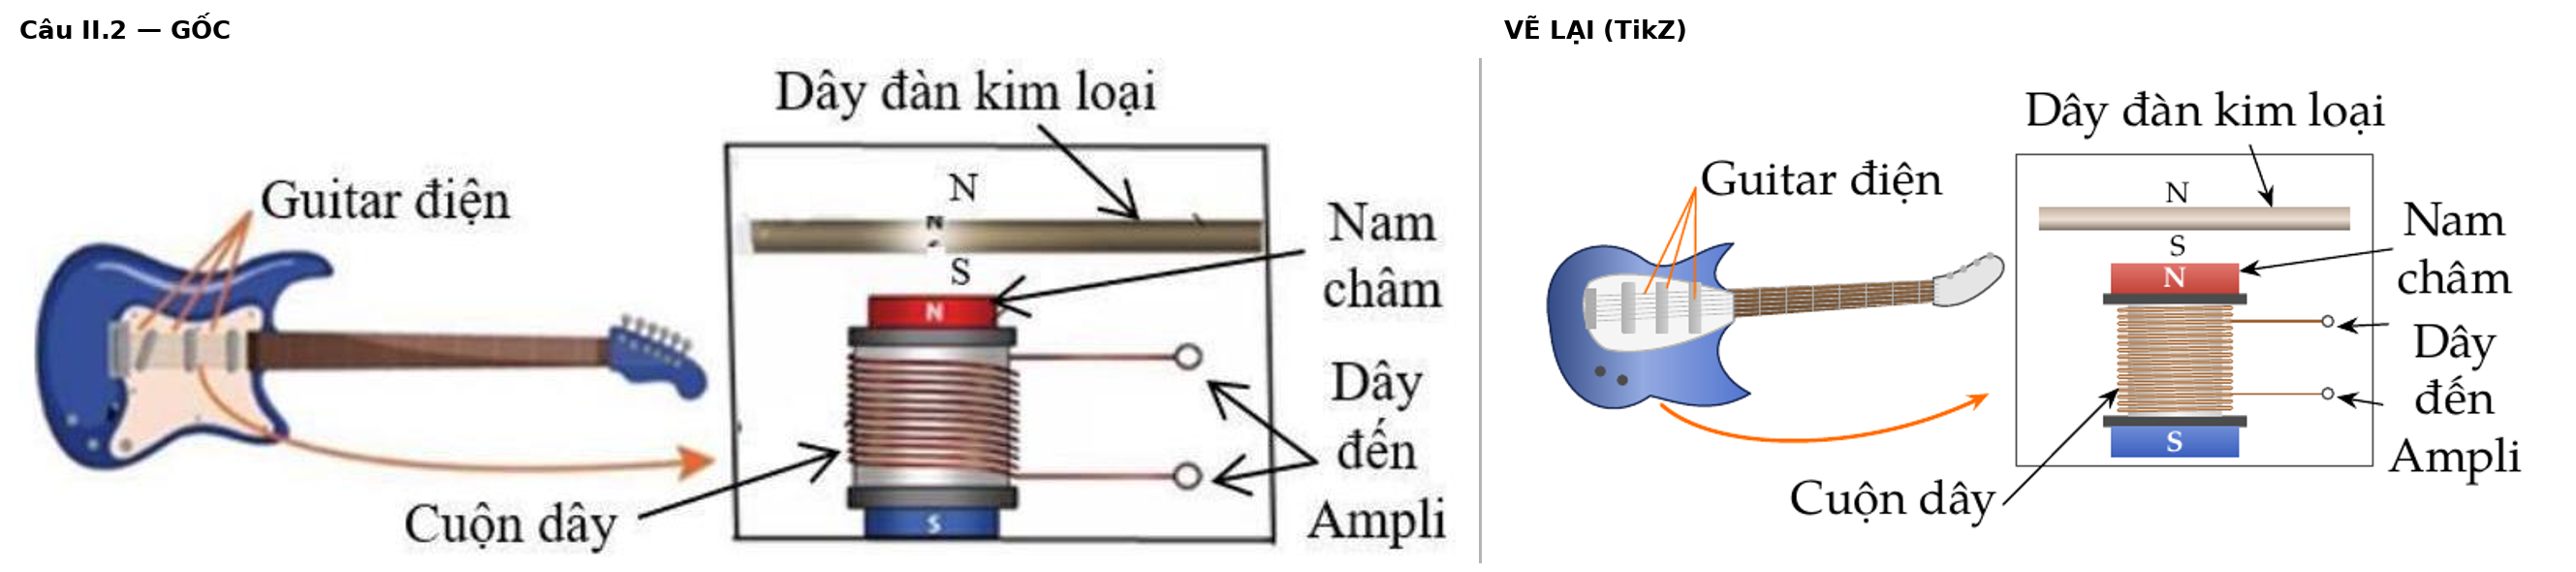 Câu II.2 — GỐC
Dây đàn kim loại
Guitar điện
N
N
S
Nam
châm
N
Dây
đến
Ampli
Cuộn dây
S
VẼ LẠI (TikZ)
Dây đàn kim loại
Guitar điện
N
S
Nam
châm
N
Dây
đến
Ampli
S
Cuộn dây